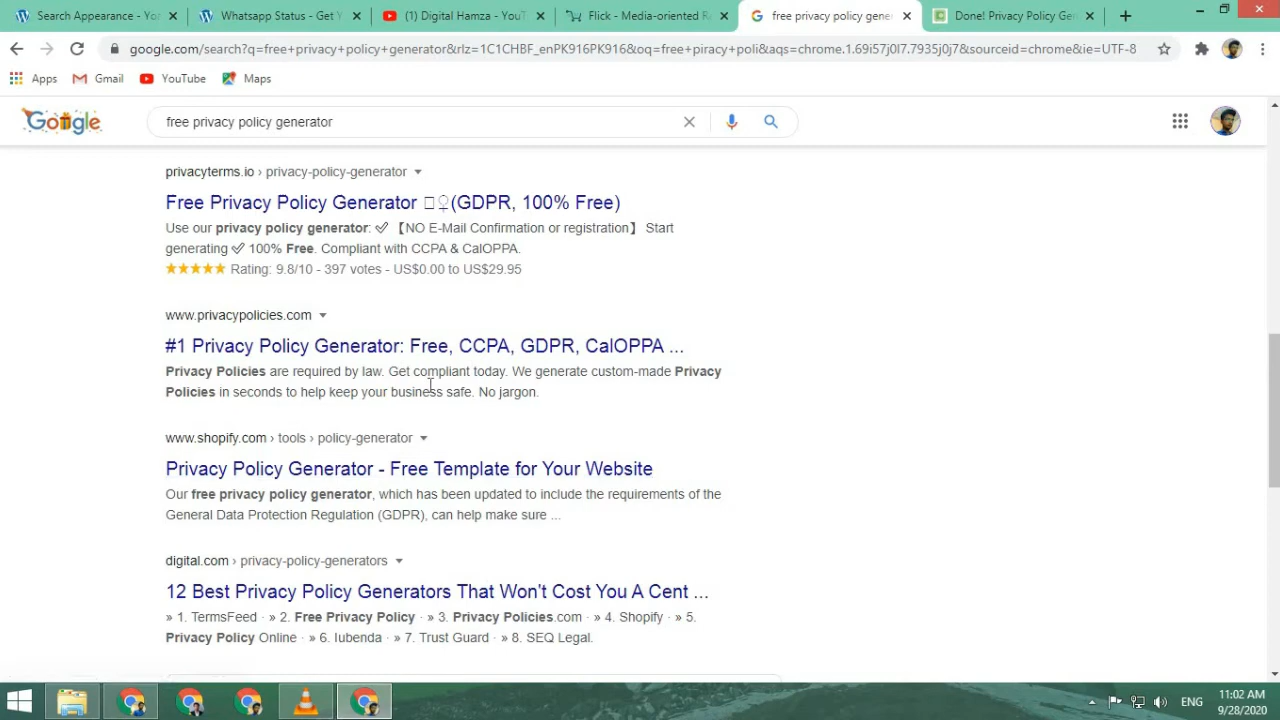 Search Appearance - Yo
Whatsapp Status - Get Y
(1) Digital Hamza - YouT
Flick - Media-oriented R
free privacy policy gene
Done! Privacy Policy Gen
google.com/search?q=free+privacy+policy+generator&rlz=1C1CHBF_enPK916PK916&oq=free+piracy+poli&aqs=chrome.1.69i57j0l7.7935j0j7&sourceid=chrome&ie=UTF-8
Apps
Gmail
YouTube
Maps
Google
free privacy policy generator
privacyterms.io › privacy-policy-generator
Free Privacy Policy Generator □♀(GDPR, 100% Free)
Use our privacy policy generator: ✓ 【NO E-Mail Confirmation or registration】 Start
generating ✓ 100% Free. Compliant with CCPA & CalOPPA.
★★★★★ Rating: 9.8/10 - 397 votes - US$0.00 to US$29.95
www.privacypolicies.com
#1 Privacy Policy Generator: Free, CCPA, GDPR, CalOPPA ...
Privacy Policies are required by law. Get compliant today. We generate custom-made Privacy
Policies in seconds to help keep your business safe. No jargon.
www.shopify.com › tools › policy-generator
Privacy Policy Generator - Free Template for Your Website
Our free privacy policy generator, which has been updated to include the requirements of the
General Data Protection Regulation (GDPR), can help make sure ...
digital.com › privacy-policy-generators
12 Best Privacy Policy Generators That Won't Cost You A Cent ...
» 1. TermsFeed · » 2. Free Privacy Policy · » 3. Privacy Policies.com · » 4. Shopify · » 5.
Privacy Policy Online · » 6. Iubenda · » 7. Trust Guard · » 8. SEQ Legal.
ENG
11:02 AM
9/28/2020